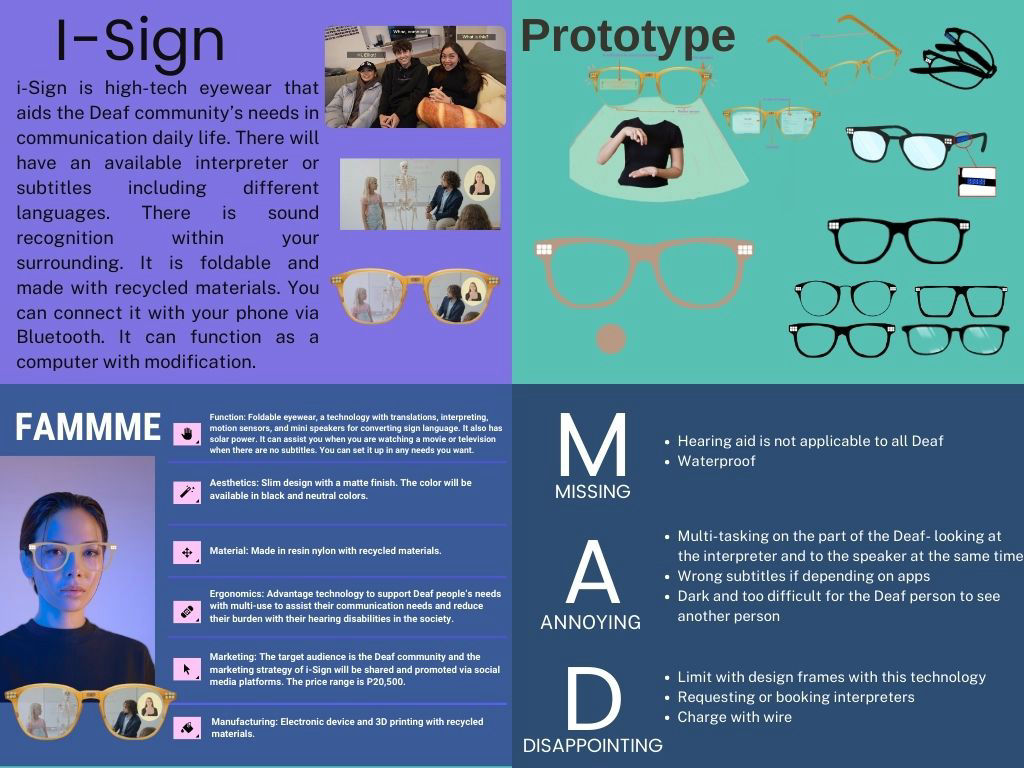 I-Sign
i-Sign is high-tech eyewear that
aids the Deaf community's needs in
communication daily life. There will
have an available interpreter or
subtitles including different
languages. There is sound
recognition within your
surrounding. It is foldable and
made with recycled materials. You
can connect it with your phone via
Bluetooth. It can function as a
computer with modification.
What is this?
Prototype
FAMMME
Function: Foldable eyewear, a technology with translations, interpreting,
motion sensors, and mini speakers for converting sign language. It also has
solar power. It can assist you when you are watching a movie or television
when there are no subtitles. You can set it up in any needs you want.
Aesthetics: Slim design with a matte finish. The color will be
available in black and neutral colors.
Material: Made in resin nylon with recycled materials.
Ergonomics: Advantage technology to support Deaf people's needs
with multi-use to assist their communication needs and reduce
their burden with their hearing disabilities in the society.
Marketing: The target audience is the Deaf community and the
marketing strategy of i-Sign will be shared and promoted via social
media platforms. The price range is P20,500.
Manufacturing: Electronic device and 3D printing with recycled
materials.
M
MISSING
Hearing aid is not applicable to all Deaf
Waterproof
A
ANNOYING
Multi-tasking on the part of the Deaf- looking at
the interpreter and to the speaker at the same time
Wrong subtitles if depending on apps
Dark and too difficult for the Deaf person to see
another person
D
DISAPPOINTING
Limit with design frames with this technology
Requesting or booking interpreters
Charge with wire